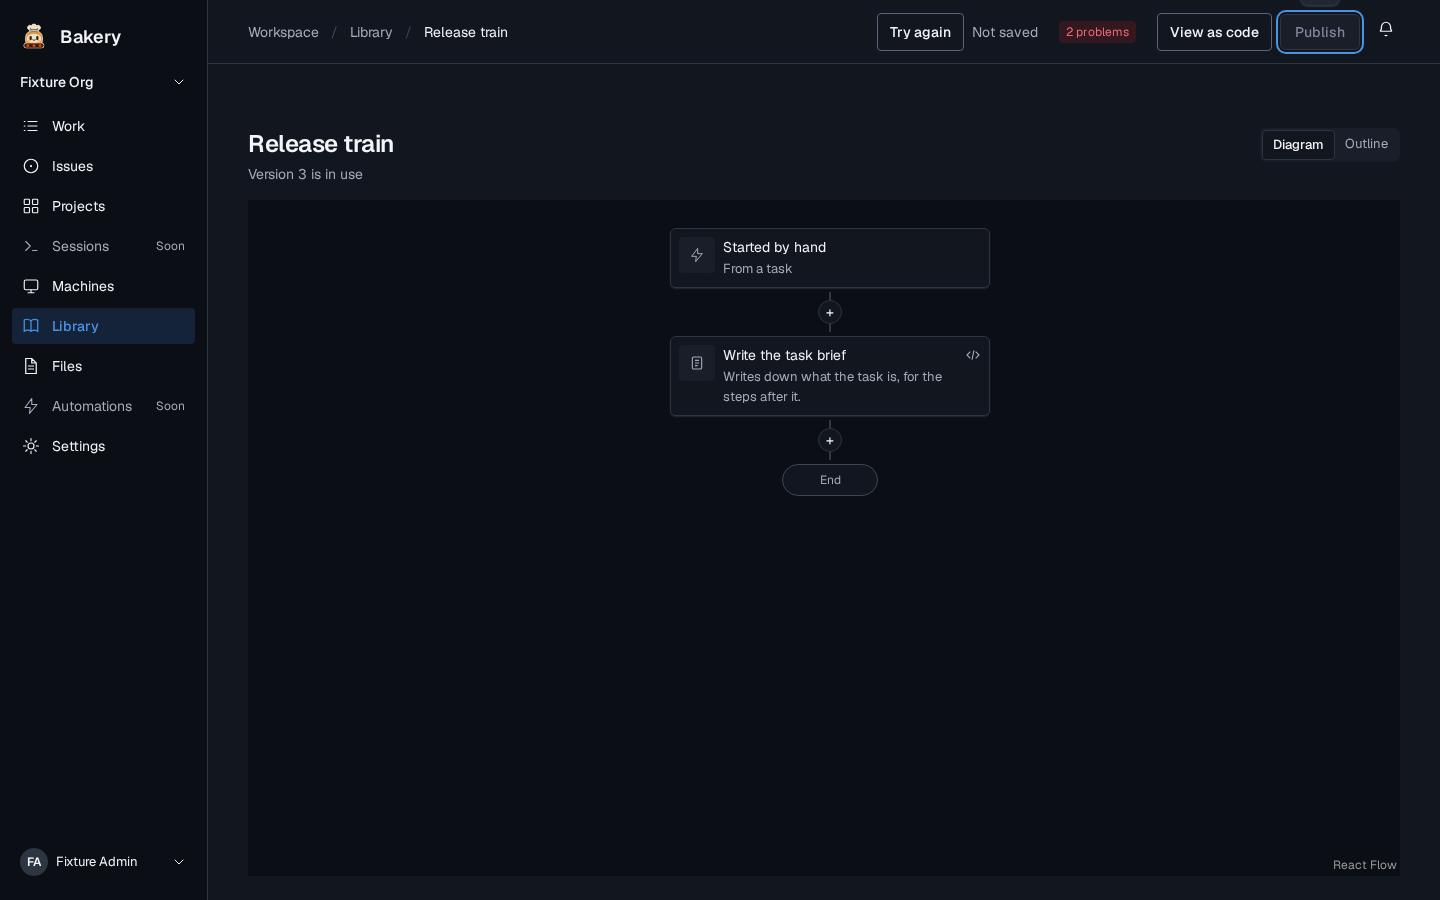 Bakery
Fixture Org
Work
Issues
Projects
Sessions Soon
Machines
Library
Files
Automations Soon
Settings
FA Fixture Admin
Workspace / Library / Release train
Try again Not saved 2 problems View as code Publish
Release train
Version 3 is in use
Diagram Outline
Started by hand
From a task
+
Write the task brief
Writes down what the task is, for the
steps after it.
+
End
React Flow